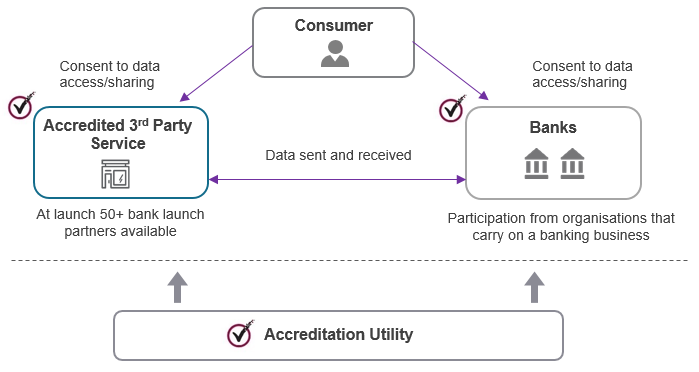 Consumer
Consent to data
access/sharing
Consent to data
access/sharing
Accredited 3rd Party
Service
Banks
Data sent and received
At launch 50+ bank launch
partners available
Participation from organisations that
carry on a banking business
Accreditation Utility